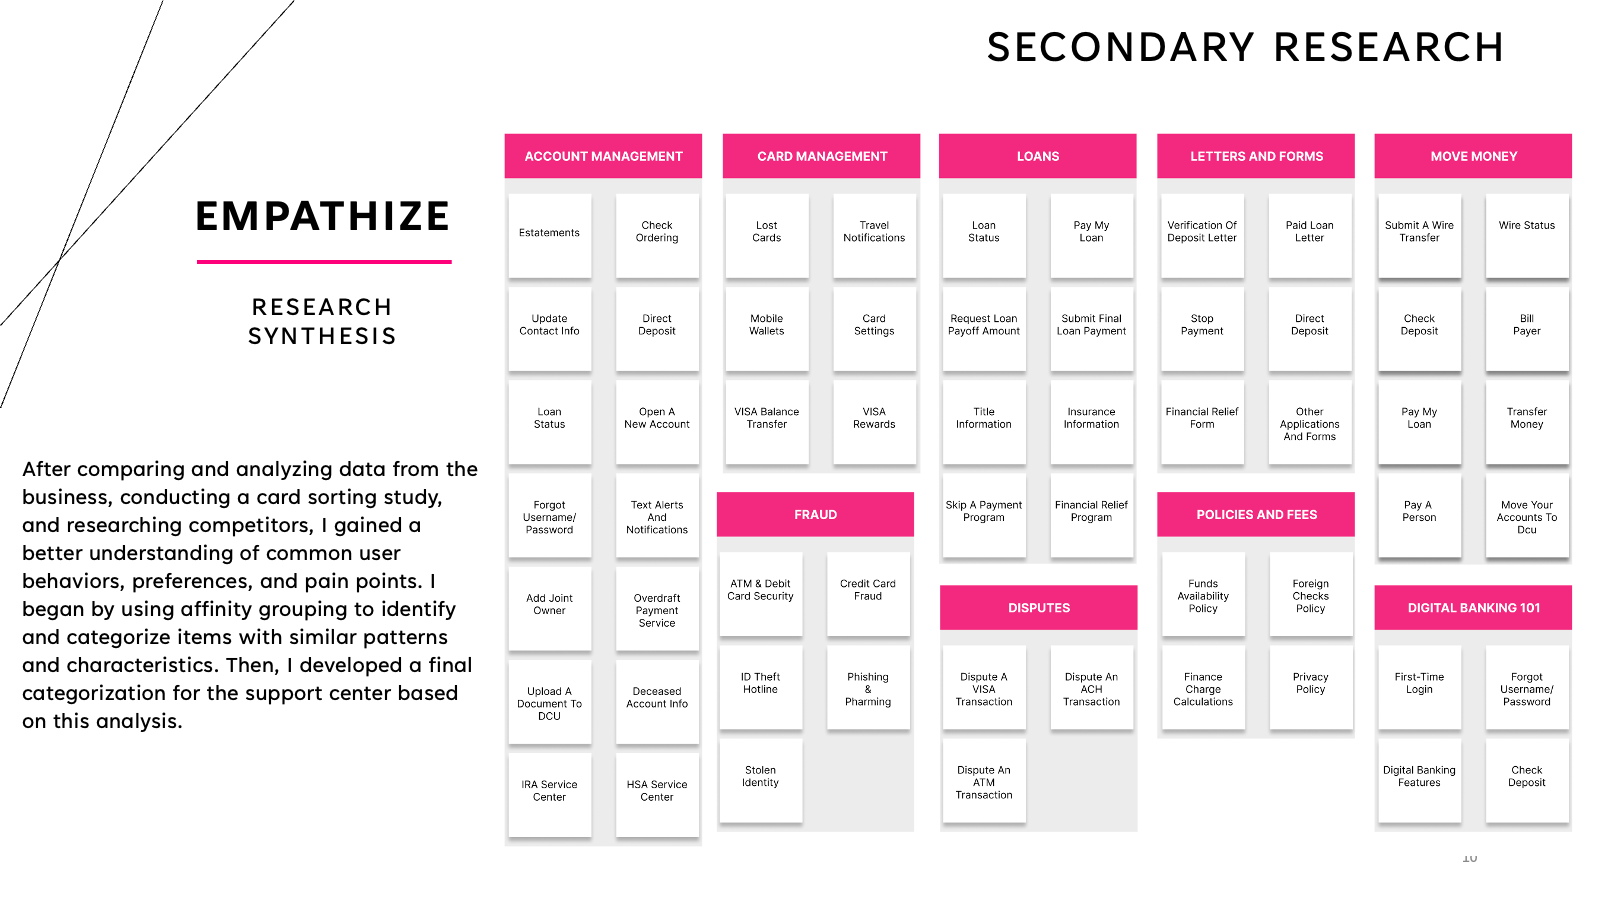 SECONDARY RESEARCH
EMPATHIZE
RESEARCH
SYNTHESIS
After comparing and analyzing data from the
business, conducting a card sorting study,
and researching competitors, I gained a
better understanding of common user
behaviors, preferences, and pain points. I
began by using affinity grouping to identify
and categorize items with similar patterns
and characteristics. Then, I developed a final
categorization for the support center based
on this analysis.
ACCOUNT MANAGEMENT
Estatements
Check
Ordering
Update
Contact Info
Direct
Deposit
Loan
Status
Open A
New Account
Forgot
Username/
Password
Text Alerts
And
Notifications
Add Joint
Owner
Overdraft
Payment
Service
Upload A
Document To
DCU
Deceased
Account Info
IRA Service
Center
HSA Service
Center
CARD MANAGEMENT
Lost
Cards
Travel
Notifications
Mobile
Wallets
Card
Settings
VISA Balance
Transfer
VISA
Rewards
FRAUD
ATM & Debit
Card Security
Credit Card
Fraud
ID Theft
Hotline
Phishing
&
Pharming
Stolen
Identity
LOANS
Loan
Status
Pay My
Loan
Request Loan
Payoff Amount
Submit Final
Loan Payment
Title
Information
Insurance
Information
Skip A Payment
Program
Financial Relief
Program
DISPUTES
Dispute A
VISA
Transaction
Dispute An
ACH
Transaction
Dispute An
ATM
Transaction
LETTERS AND FORMS
Verification Of
Deposit Letter
Paid Loan
Letter
Stop
Payment
Direct
Deposit
Financial Relief
Form
Other
Applications
And Forms
POLICIES AND FEES
Funds
Availability
Policy
Foreign
Checks
Policy
Finance
Charge
Calculations
Privacy
Policy
MOVE MONEY
Submit A Wire
Transfer
Wire Status
Check
Deposit
Bill
Payer
Pay My
Loan
Transfer
Money
Pay A
Person
Move Your
Accounts To
Dcu
DIGITAL BANKING 101
First-Time
Login
Forgot
Username/
Password
Digital Banking
Features
Check
Deposit